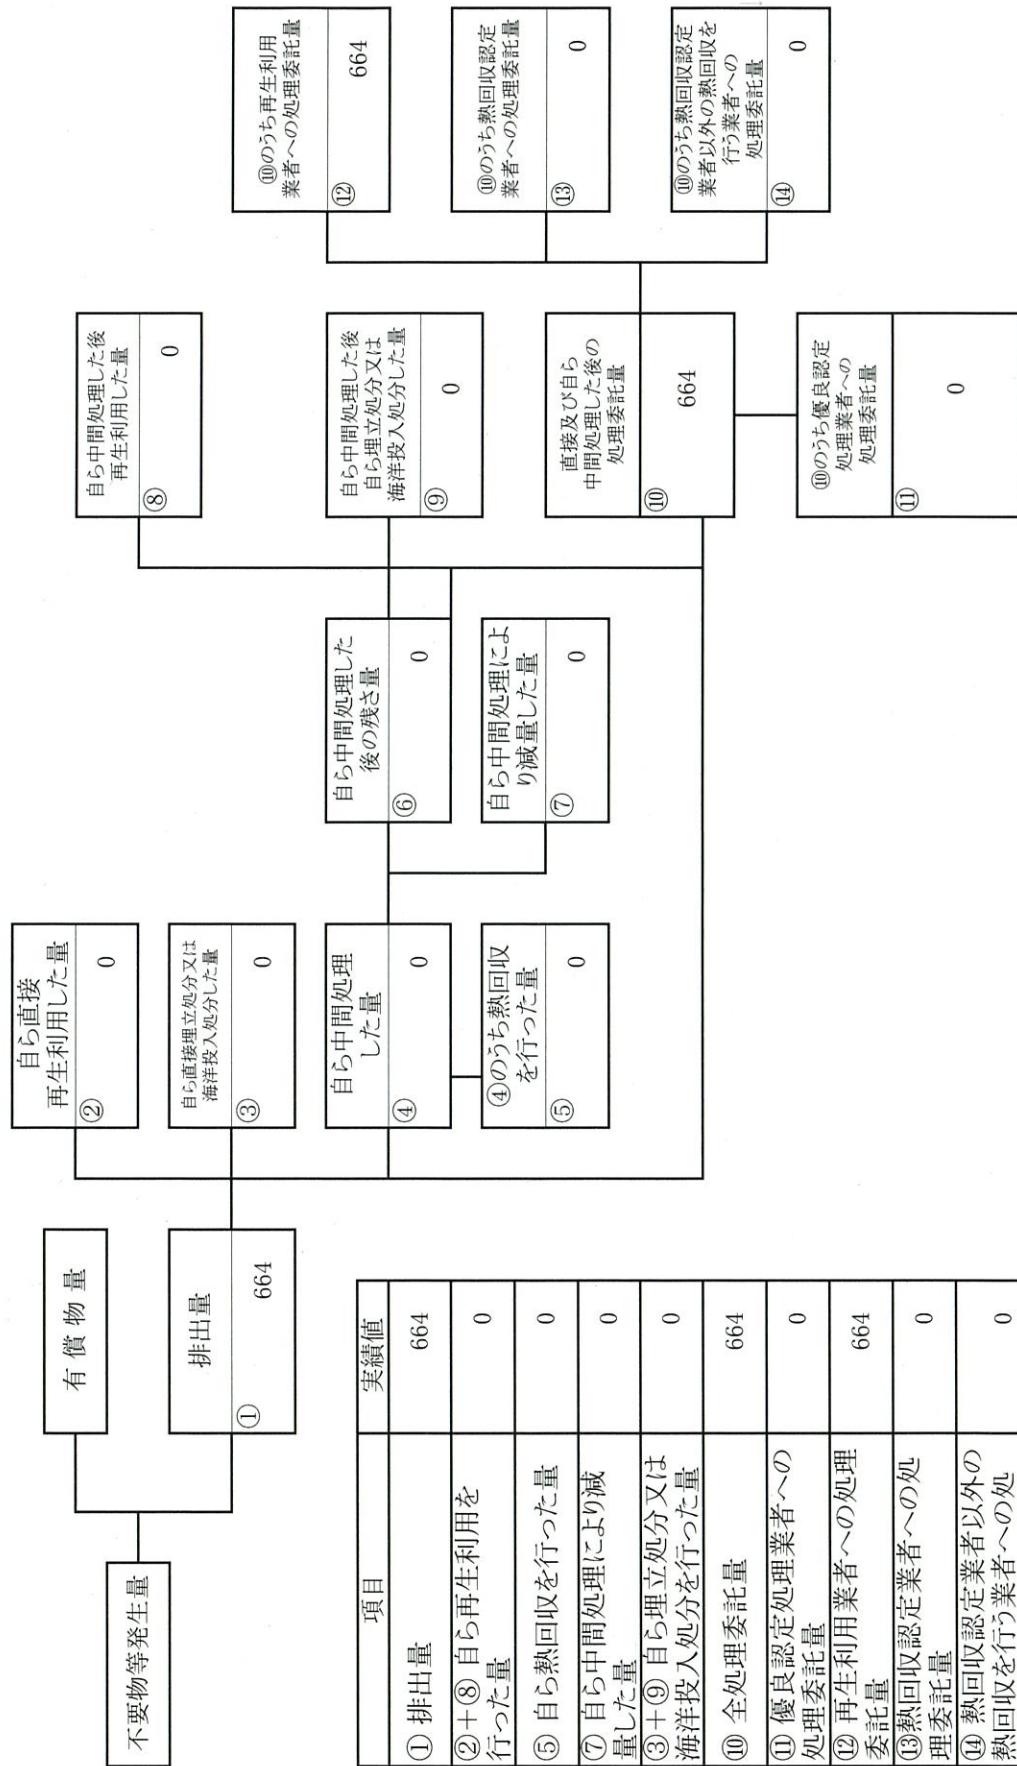 不要物等発生量
有償物量
排出量
① 664
自ら直接
再生利用した量
② 0
自ら直接埋立処分又は
海洋投入処分した量
③ 0
自ら中間処理
した量
④ 0
④のうち熱回収
を行った量
⑤ 0
自ら中間処理した
後の残さ量
⑥ 0
自ら中間処理によ
り減量した量
⑦ 0
自ら中間処理した後
再生利用した量
⑧ 0
自ら中間処理した後
自ら埋立処分又は
海洋投入処分した量
⑨ 0
直接及び自ら
中間処理した後の
処理委託量
⑩ 664
⑩のうち優良認定
処理業者への
処理委託量
⑪ 0
⑩のうち再生利用
業者への処理委託量
⑫ 664
⑩のうち熱回収認定
業者への処理委託量
⑬ 0
⑩のうち熱回収認定
業者以外の熱回収を
行う業者への
処理委託量
⑭ 0
項目 実績値
① 排出量 664
②+⑧ 自ら再生利用を
行った量 0
⑤ 自ら熱回収を行った量 0
⑦ 自ら中間処理により減
量した量 0
③+⑨ 自ら埋立処分又は
海洋投入処分を行った量 0
⑩ 全処理委託量 664
⑪ 優良認定処理業者への
処理委託量 0
⑫ 再生利用業者への処理
委託量 664
⑬熱回収認定業者への処
理委託量 0
⑭ 熱回収認定業者以外の
熱回収を行う業者への処 0